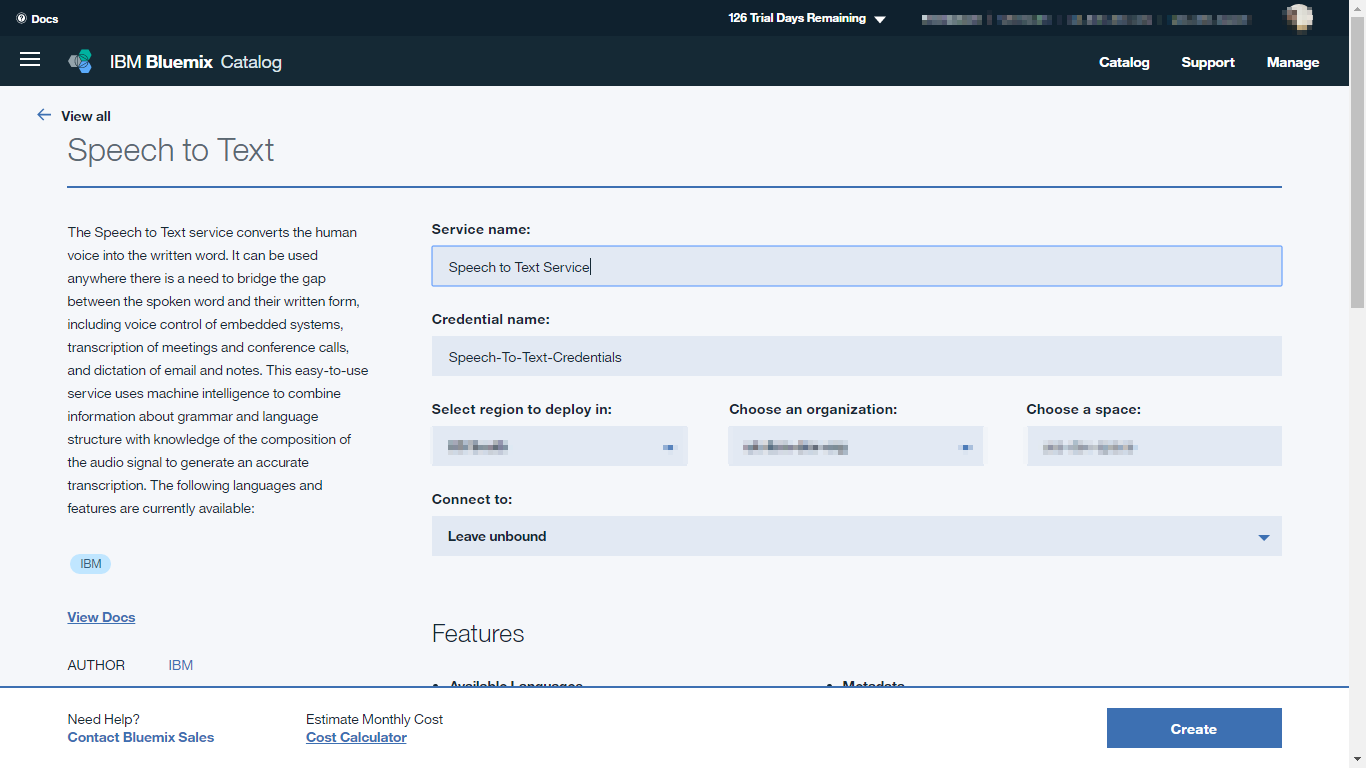 Docs
126 Trial Days Remaining
IBM Bluemix Catalog
Catalog
Support
Manage
View all
Speech to Text
The Speech to Text service converts the human
voice into the written word. It can be used
anywhere there is a need to bridge the gap
between the spoken word and their written form,
including voice control of embedded systems,
transcription of meetings and conference calls,
and dictation of email and notes. This easy-to-use
service uses machine intelligence to combine
information about grammar and language
structure with knowledge of the composition of
the audio signal to generate an accurate
transcription. The following languages and
features are currently available:
IBM
View Docs
AUTHOR IBM
Service name:
Speech to Text Service
Credential name:
Speech-To-Text-Credentials
Select region to deploy in:
Choose an organization:
Choose a space:
Connect to:
Leave unbound
Features
Available Languages
Metadata
Need Help?
Contact Bluemix Sales
Estimate Monthly Cost
Cost Calculator
Create